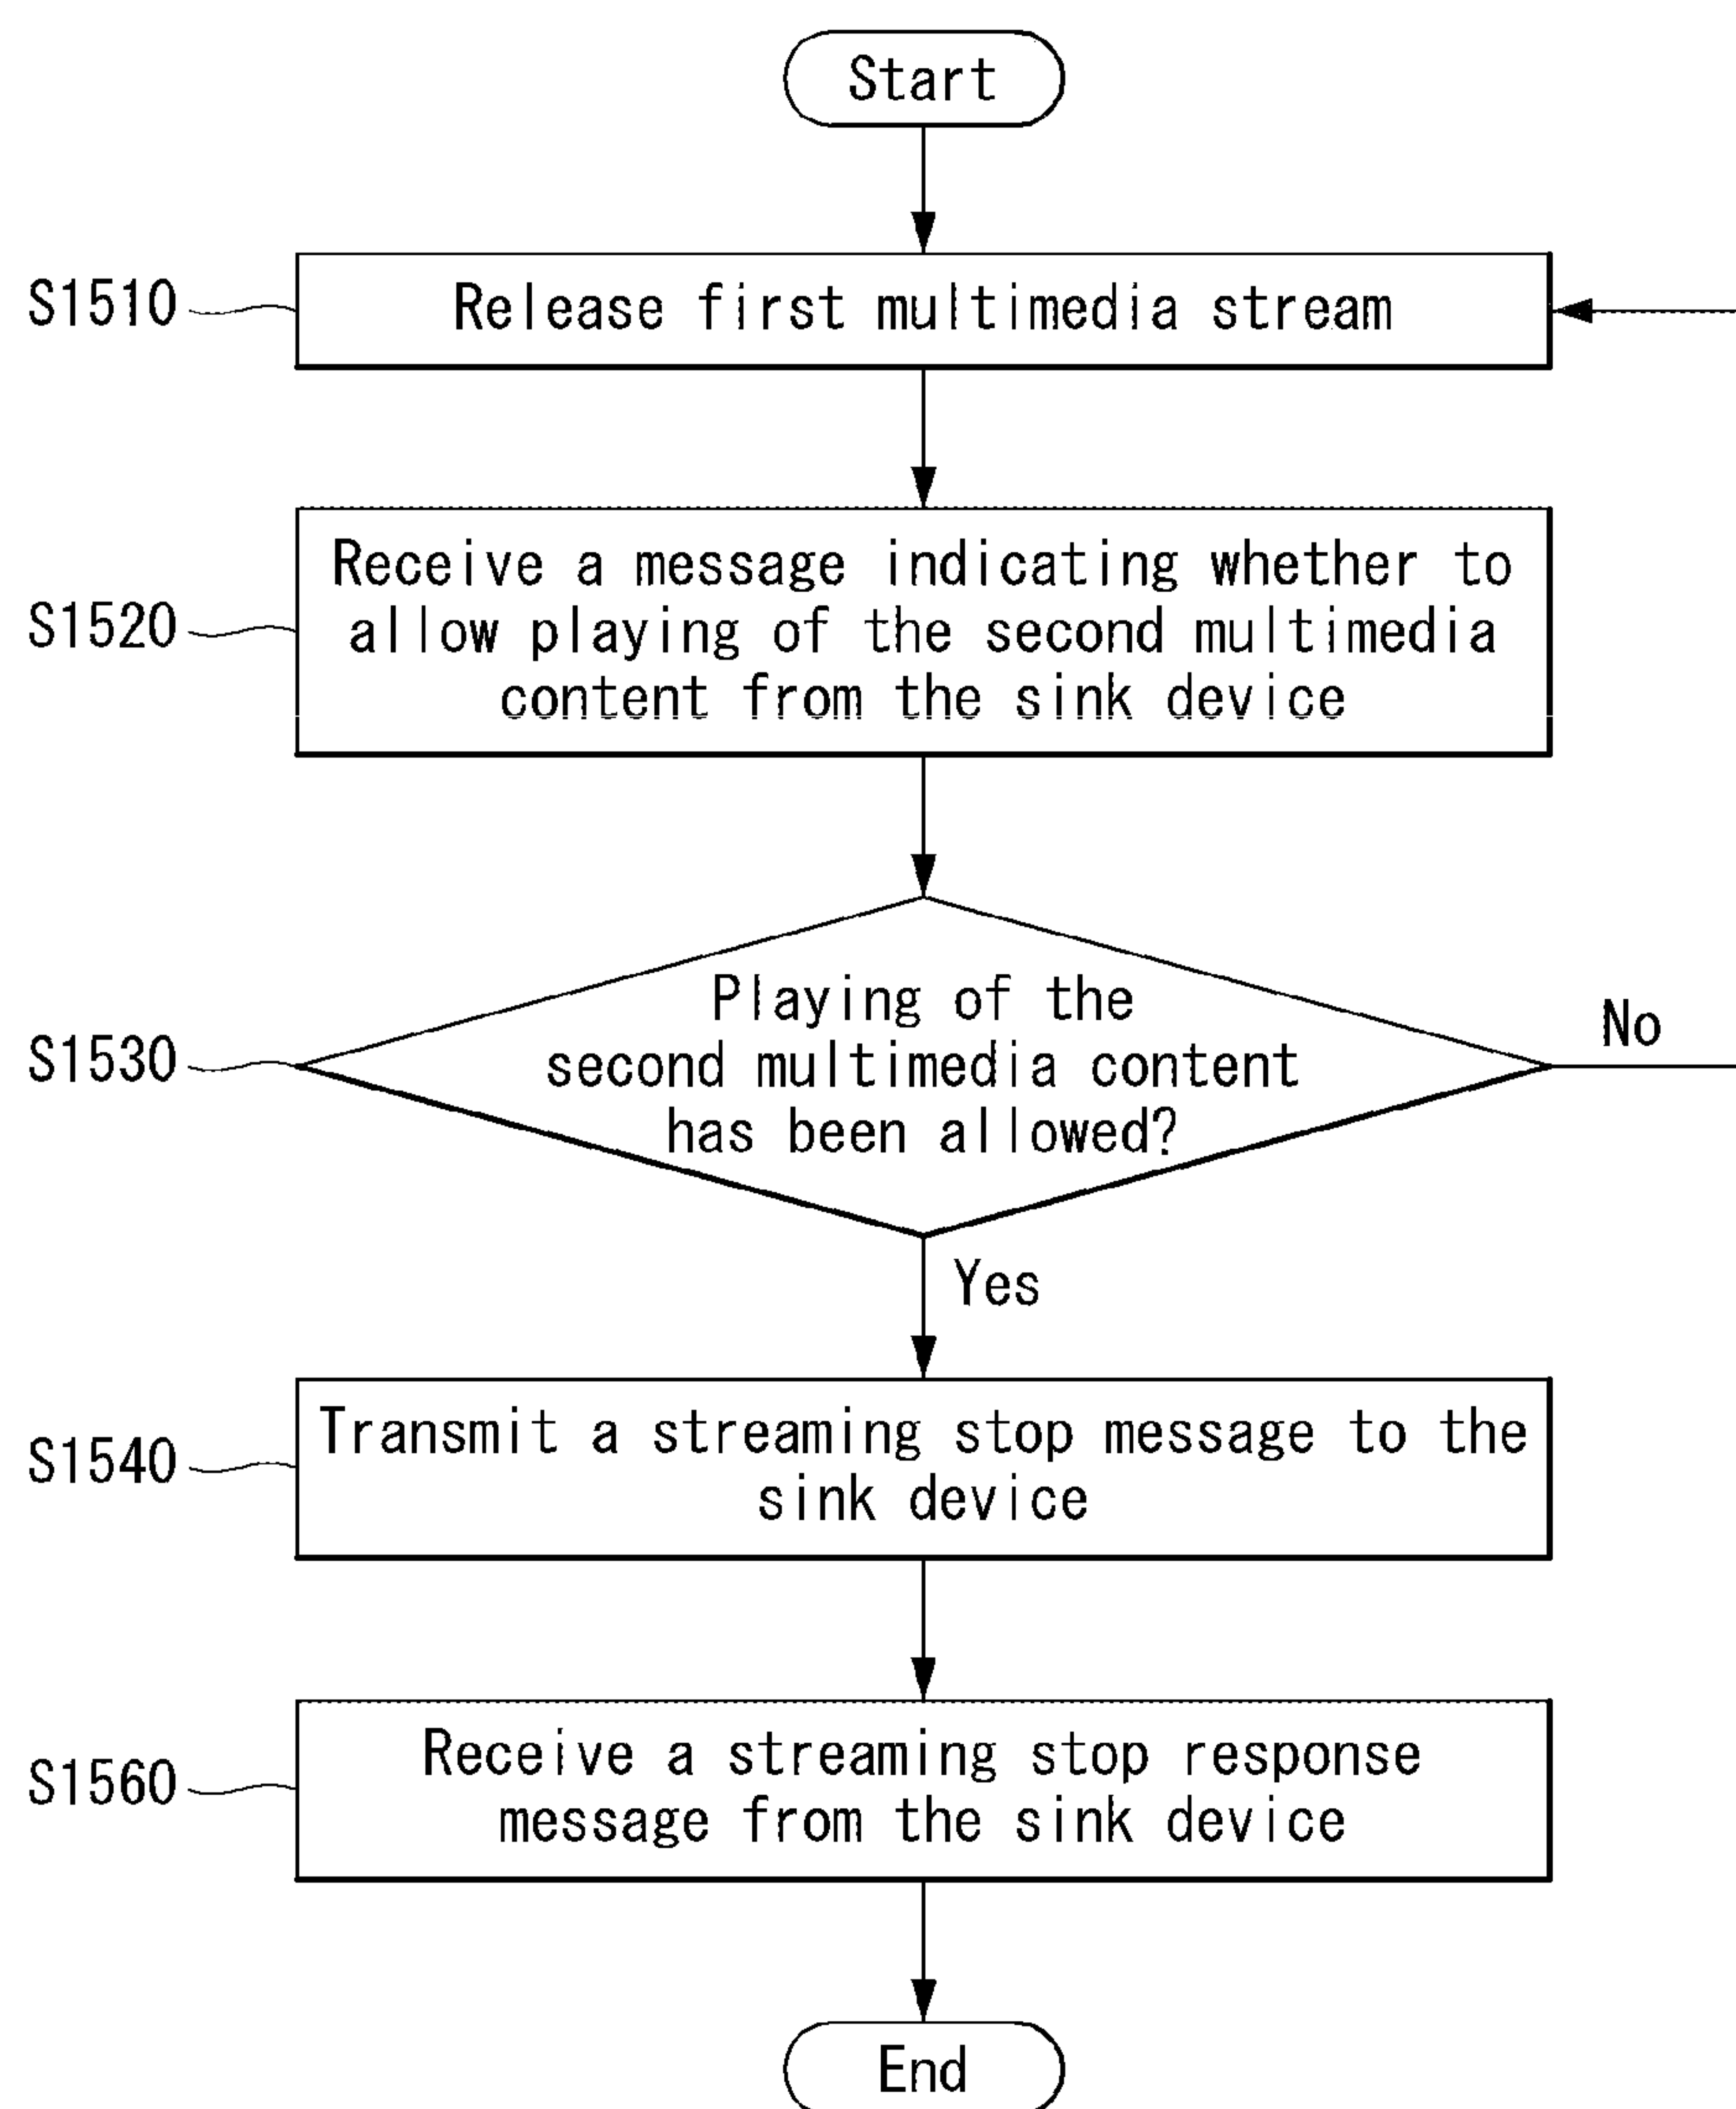 Start
S1510
Release first multimedia stream
S1520
Receive a message indicating whether to
allow playing of the second multimedia
content from the sink device
S1530
Playing of the
second multimedia content
has been allowed?
No
Yes
S1540
Transmit a streaming stop message to the
sink device
S1560
Receive a streaming stop response
message from the sink device
End